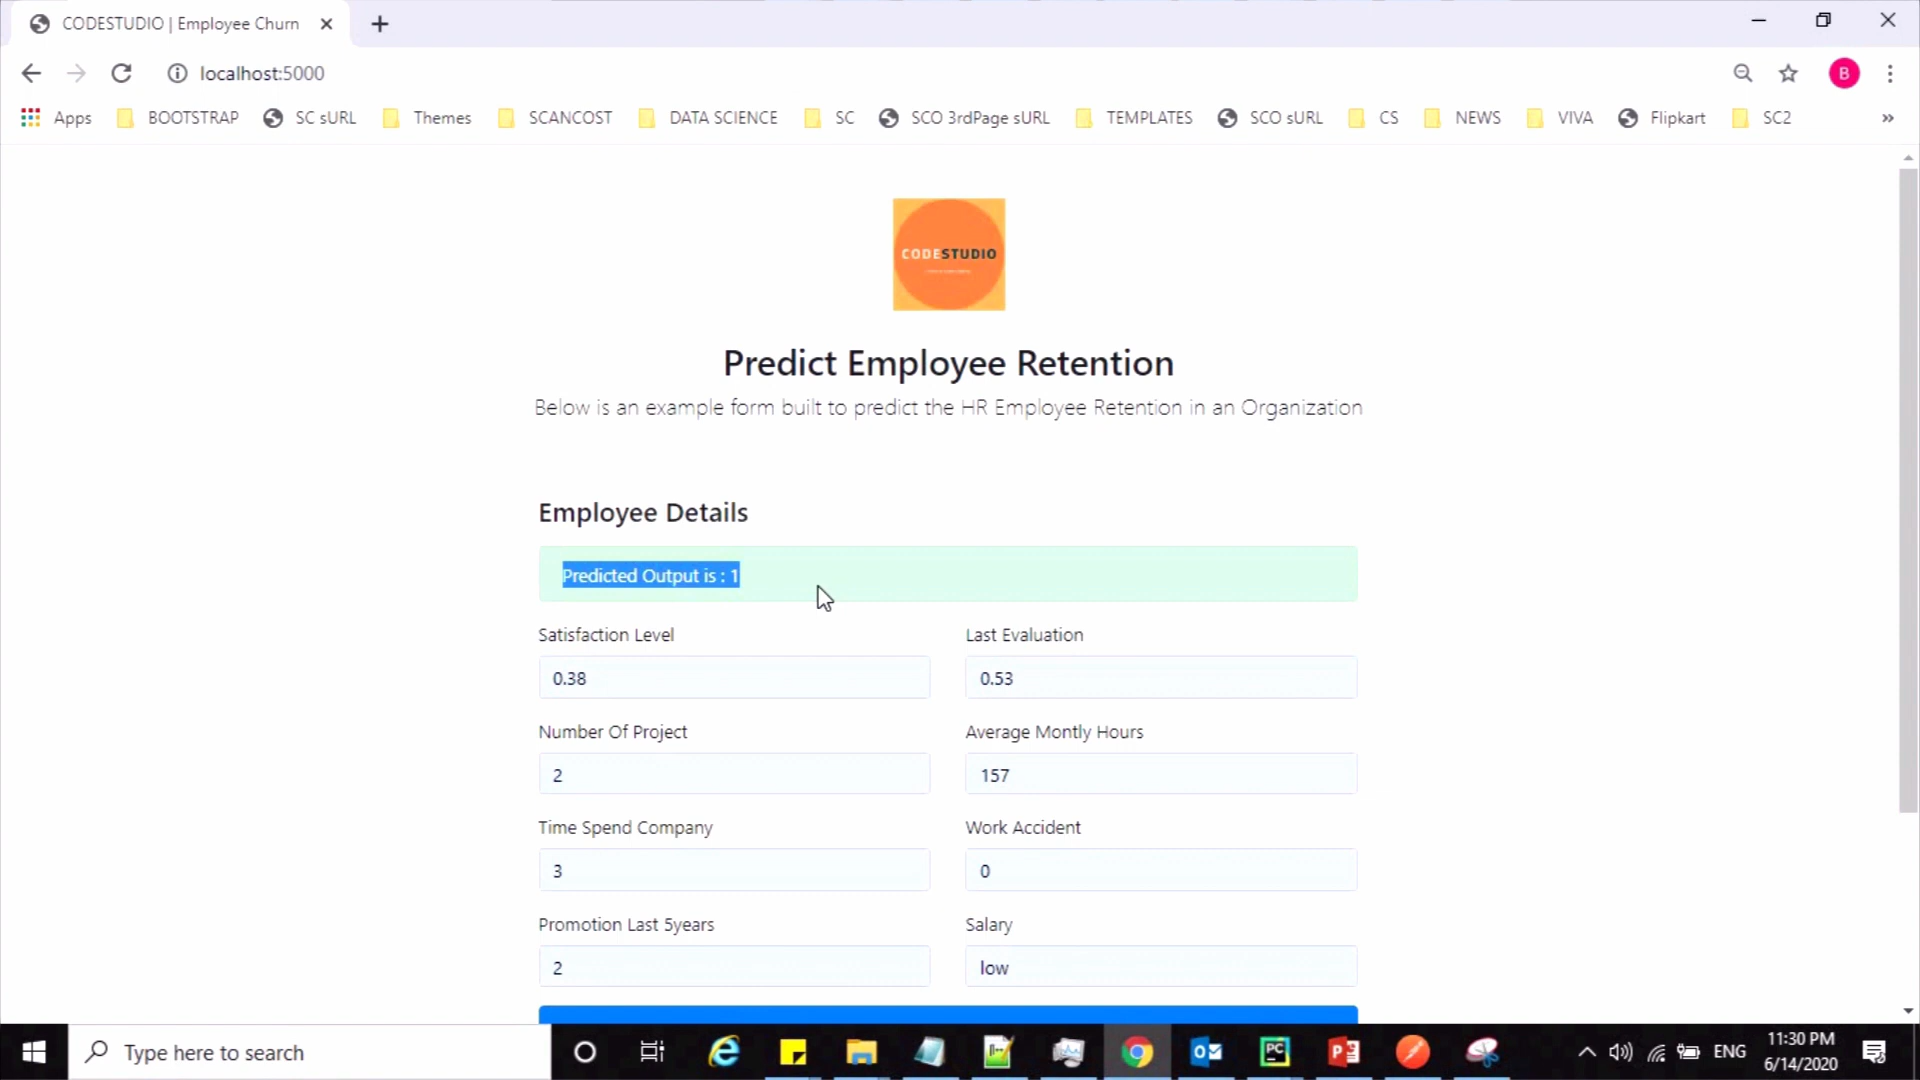 CODESTUDIO | Employee Churn
localhost:5000
B
Apps BOOTSTRAP SC sURL Themes SCANCOST DATA SCIENCE SC SCO 3rdPage sURL TEMPLATES SCO sURL CS NEWS VIVA Flipkart SC2 »
CODESTUDIO
Predict Employee Retention
Below is an example form built to predict the HR Employee Retention in an Organization
Employee Details
Predicted Output is : 1
Satisfaction Level Last Evaluation
0.38 0.53
Number Of Project Average Montly Hours
2 157
Time Spend Company Work Accident
3 0
Promotion Last 5years Salary
2 low
Type here to search
ENG
11:30 PM
6/14/2020